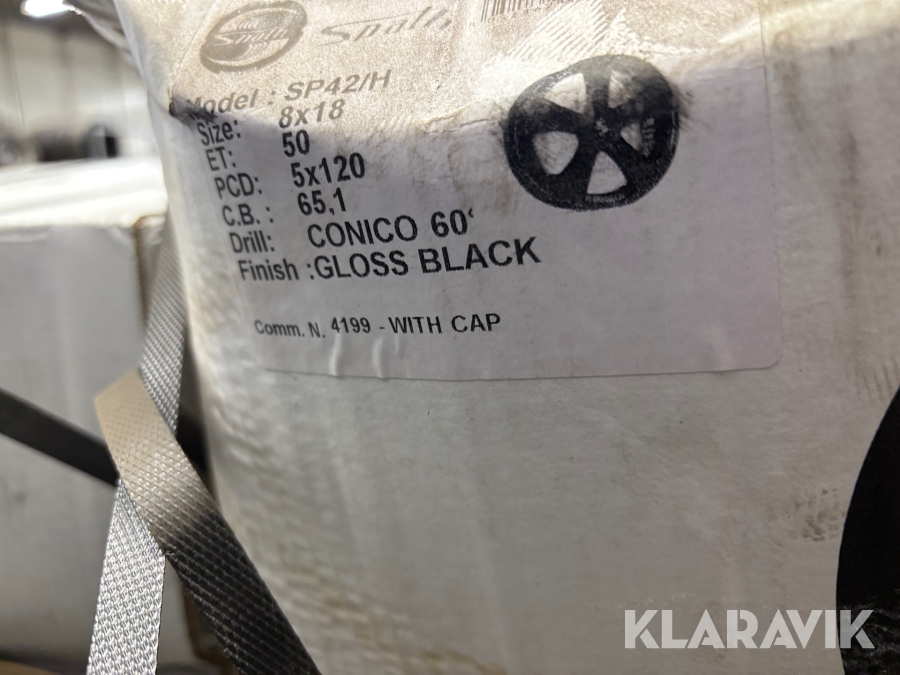 Spath
Model : SP42/H
Size: 8x18
ET: 50
PCD: 5x120
C.B. : 65,1
Drill: CONICO 60‘
Finish :GLOSS BLACK
Comm. N. 4199 - WITH CAP
KLARAVIK